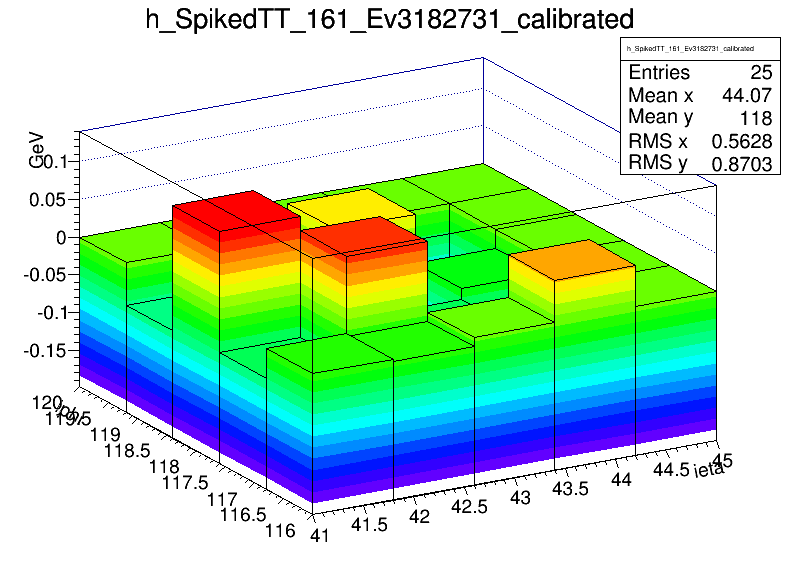 h_SpikedTT_161_Ev3182731_calibrated
h_SpikedTT_161_Ev3182731_calibrated
Entries 25
Mean x 44.07
Mean y 118
RMS x 0.5628
RMS y 0.8703
GeV
0.1
0.05
0
-0.05
-0.1
-0.15
120
119.5
119
118.5
118
117.5
117
116.5
116
41
41.5
42
42.5
43
43.5
44
44.5
45
ieta